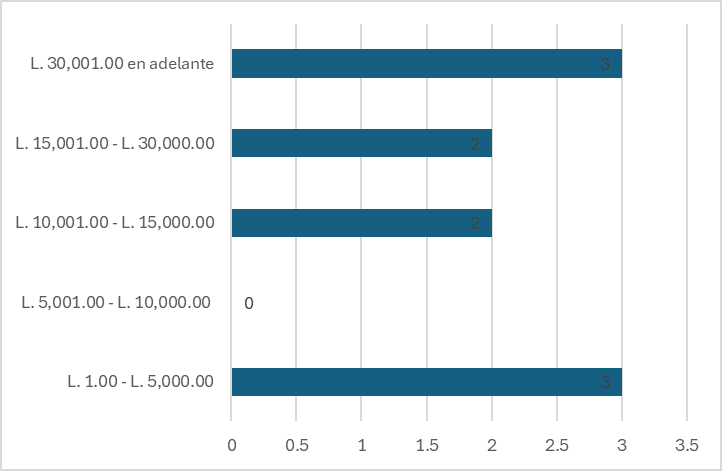 L. 30,001.00 en adelante
3
L. 15,001.00 - L. 30,000.00
2
L. 10,001.00 - L. 15,000.00
2
L. 5,001.00 - L. 10,000.00
0
L. 1.00 - L. 5,000.00
3
0 0.5 1 1.5 2 2.5 3 3.5